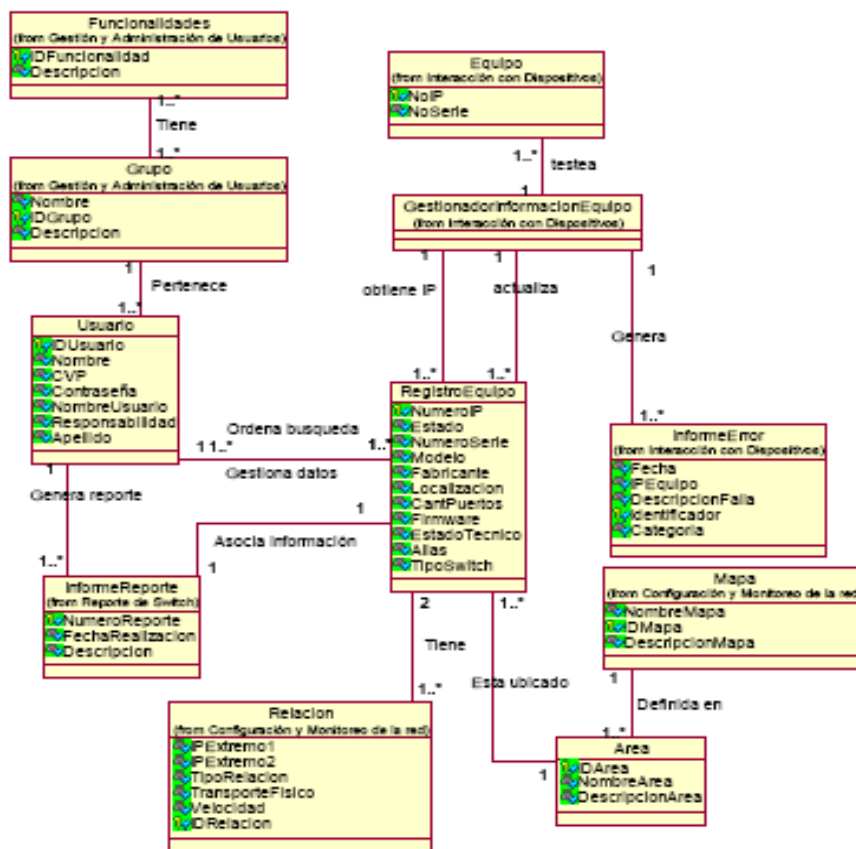 Funcionalidades
(from Gestión y Administración de Usuarios)
IDFuncionalidad
Descripcion
1..*
Tiene
1..*
Grupo
(from Gestión y Administración de Usuarios)
Nombre
IDGrupo
Descripcion
1
Pertenece
1..*
Usuario
IDUsuario
Nombre
CVP
Contraseña
NombreUsuario
Responsabilidad
Apellido
Equipo
(from Interacción con Dispositivos)
NoIP
NoSerie
1..*
testea
1
GestionadorInformacionEquipo
(from Interacción con Dispositivos)
1
1
1
obtiene IP
actualiza
Genera
1..*
1..*
1..*
RegistroEquipo
NumeroIP
Estado
NumeroSerie
Modelo
Fabricante
Localizacion
CantPuertos
Firmware
EstadoTecnico
Alias
TipoSwitch
Ordena busqueda
1 1..*
1..*
Gestiona datos
1
Genera reporte
1..*
1
Asocia información
1
InformeError
(from Interacción con Dispositivos)
Fecha
IPEquipo
DescripcionFalla
Identificador
Categoria
InformeReporte
(from Reporte de Switch)
NumeroReporte
FechaRealizacion
Descripcion
2
Tiene
1..*
1..*
Esta ubicado
1
Mapa
(from Configuración y Monitoreo de la red)
NombreMapa
IDMapa
DescripcionMapa
1
Definida en
1..*
Relacion
(from Configuración y Monitoreo de la red)
IPExtremo1
IPExtremo2
TipoRelacion
TransporteFisico
Velocidad
IDRelacion
Area
IDArea
NombreArea
DescripcionArea